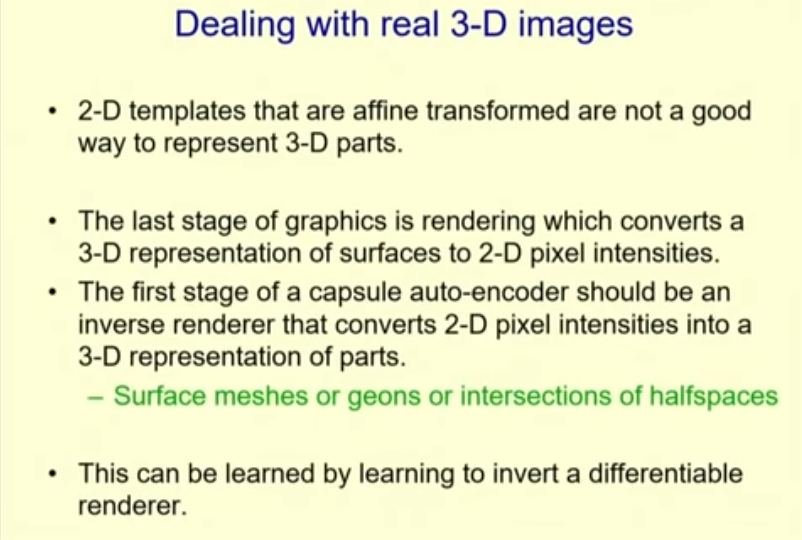 Dealing with real 3-D images
• 2-D templates that are affine transformed are not a good
way to represent 3-D parts.
• The last stage of graphics is rendering which converts a
3-D representation of surfaces to 2-D pixel intensities.
• The first stage of a capsule auto-encoder should be an
inverse renderer that converts 2-D pixel intensities into a
3-D representation of parts.
– Surface meshes or geons or intersections of halfspaces
• This can be learned by learning to invert a differentiable
renderer.